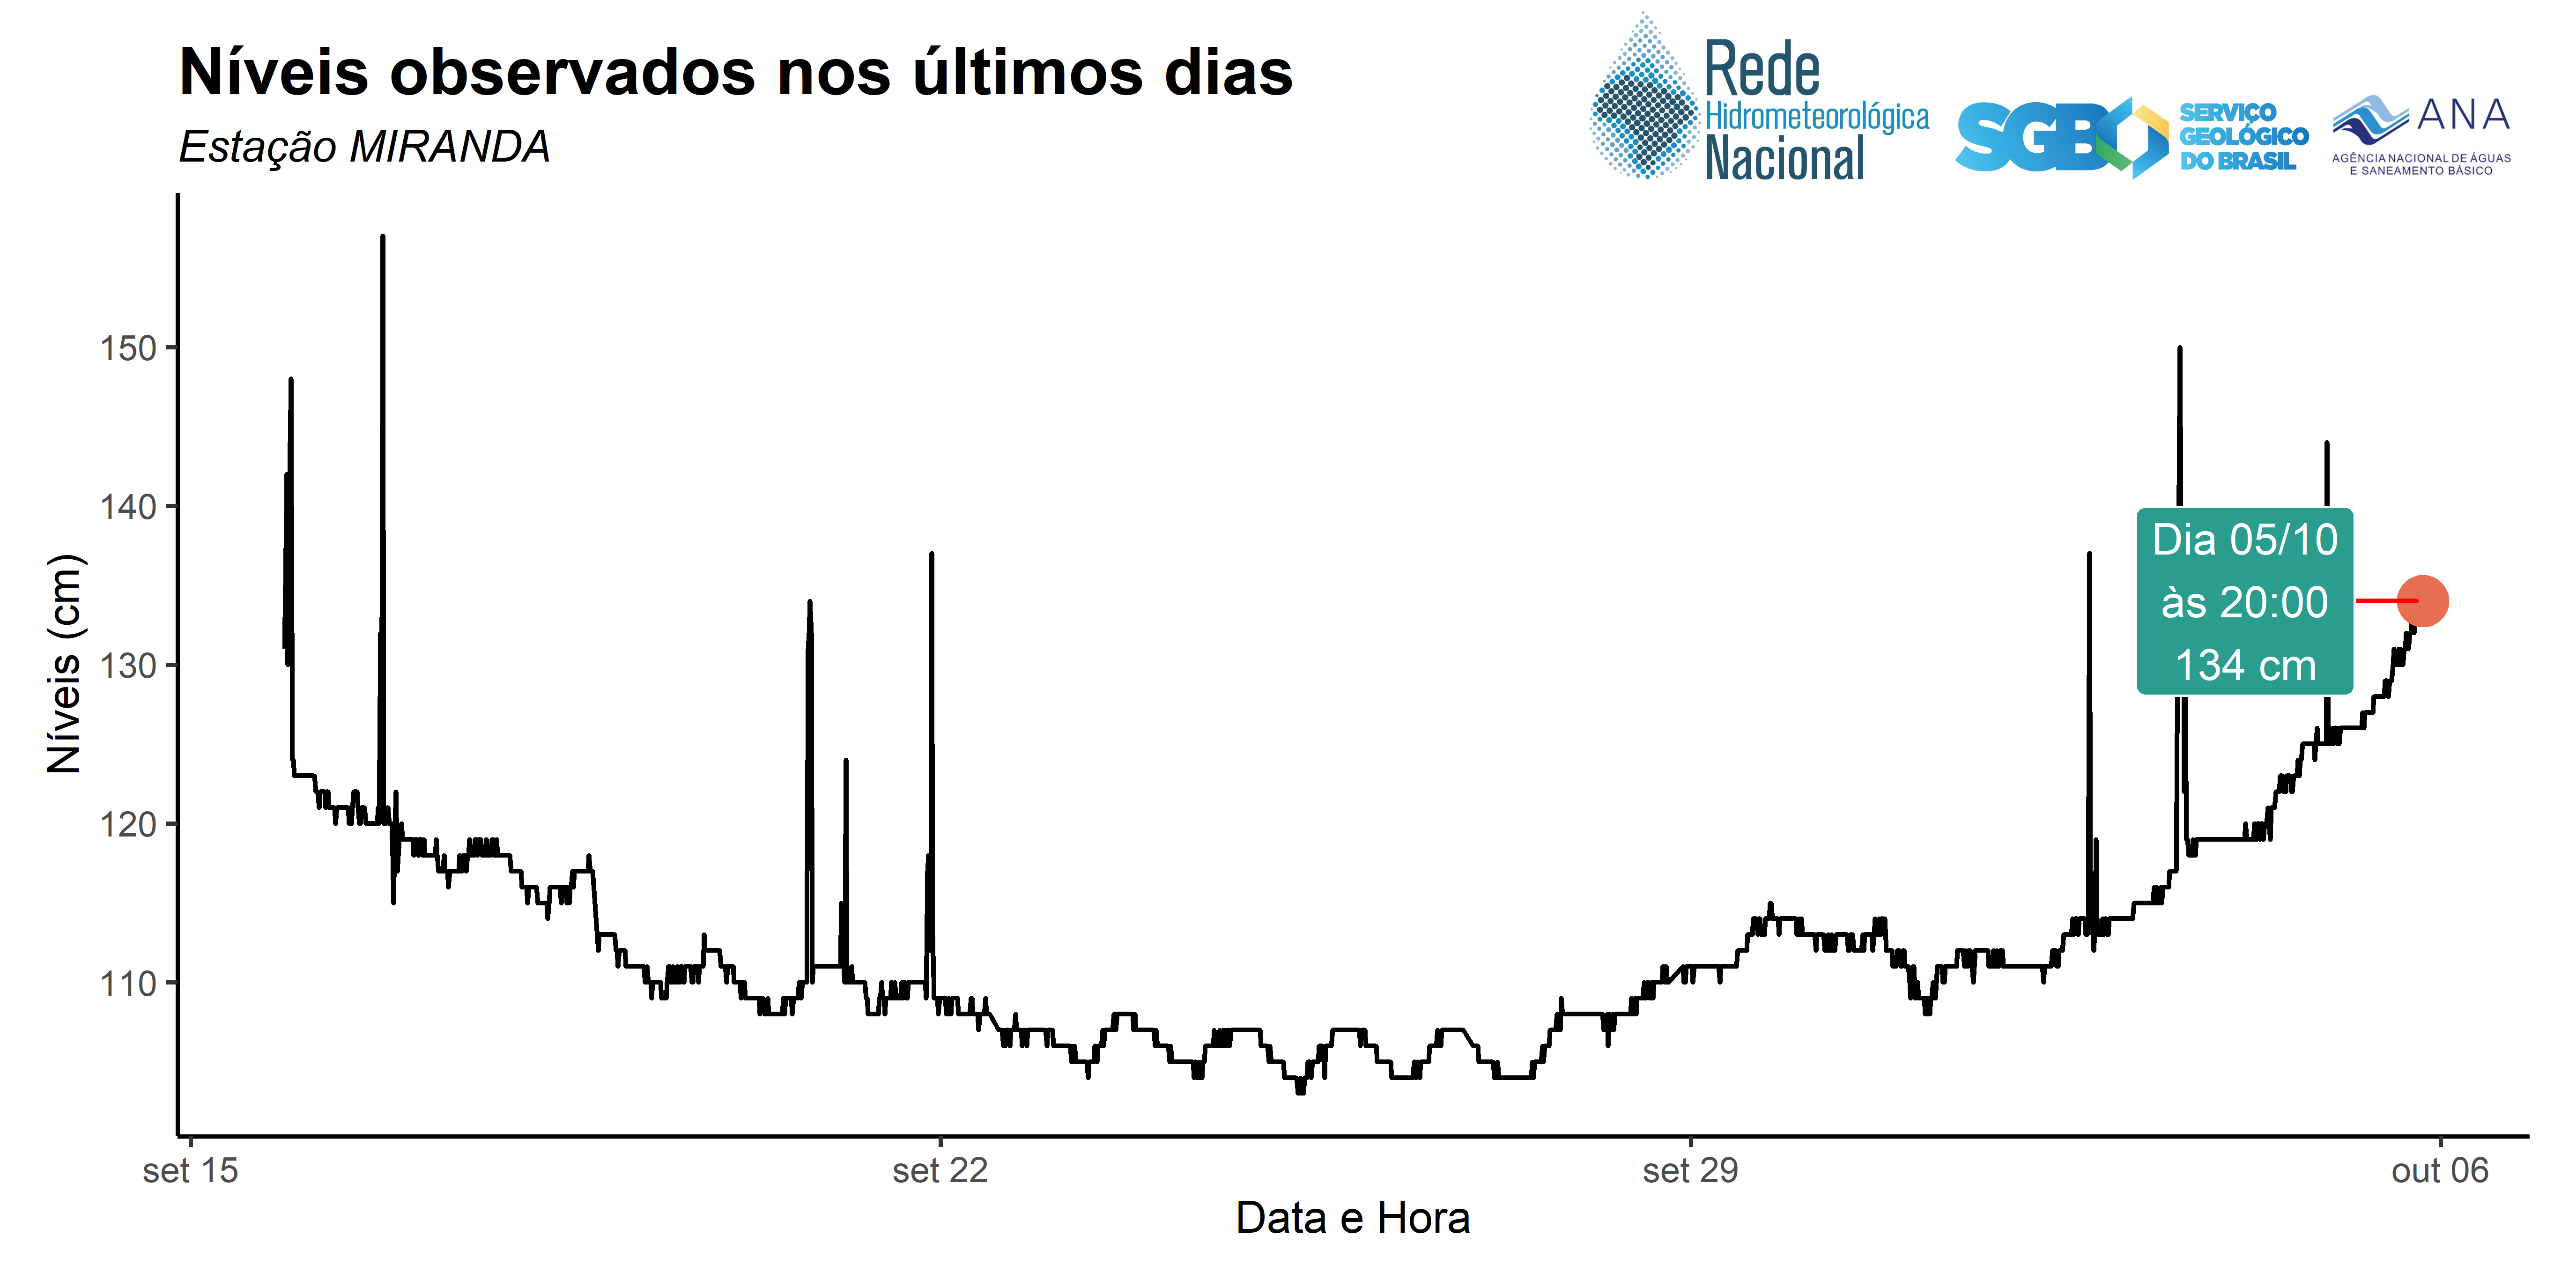 Níveis observados nos últimos dias
Estação MIRANDA
Rede
Hidrometeorológica
Nacional
SGB
SERVIÇO
GEOLÓGICO
DO BRASIL
ANA
AGÊNCIA NACIONAL DE ÁGUAS
E SANEAMENTO BÁSICO
Níveis (cm)
150
140
130
120
110
Dia 05/10
às 20:00
134 cm
set 15
set 22
set 29
out 06
Data e Hora